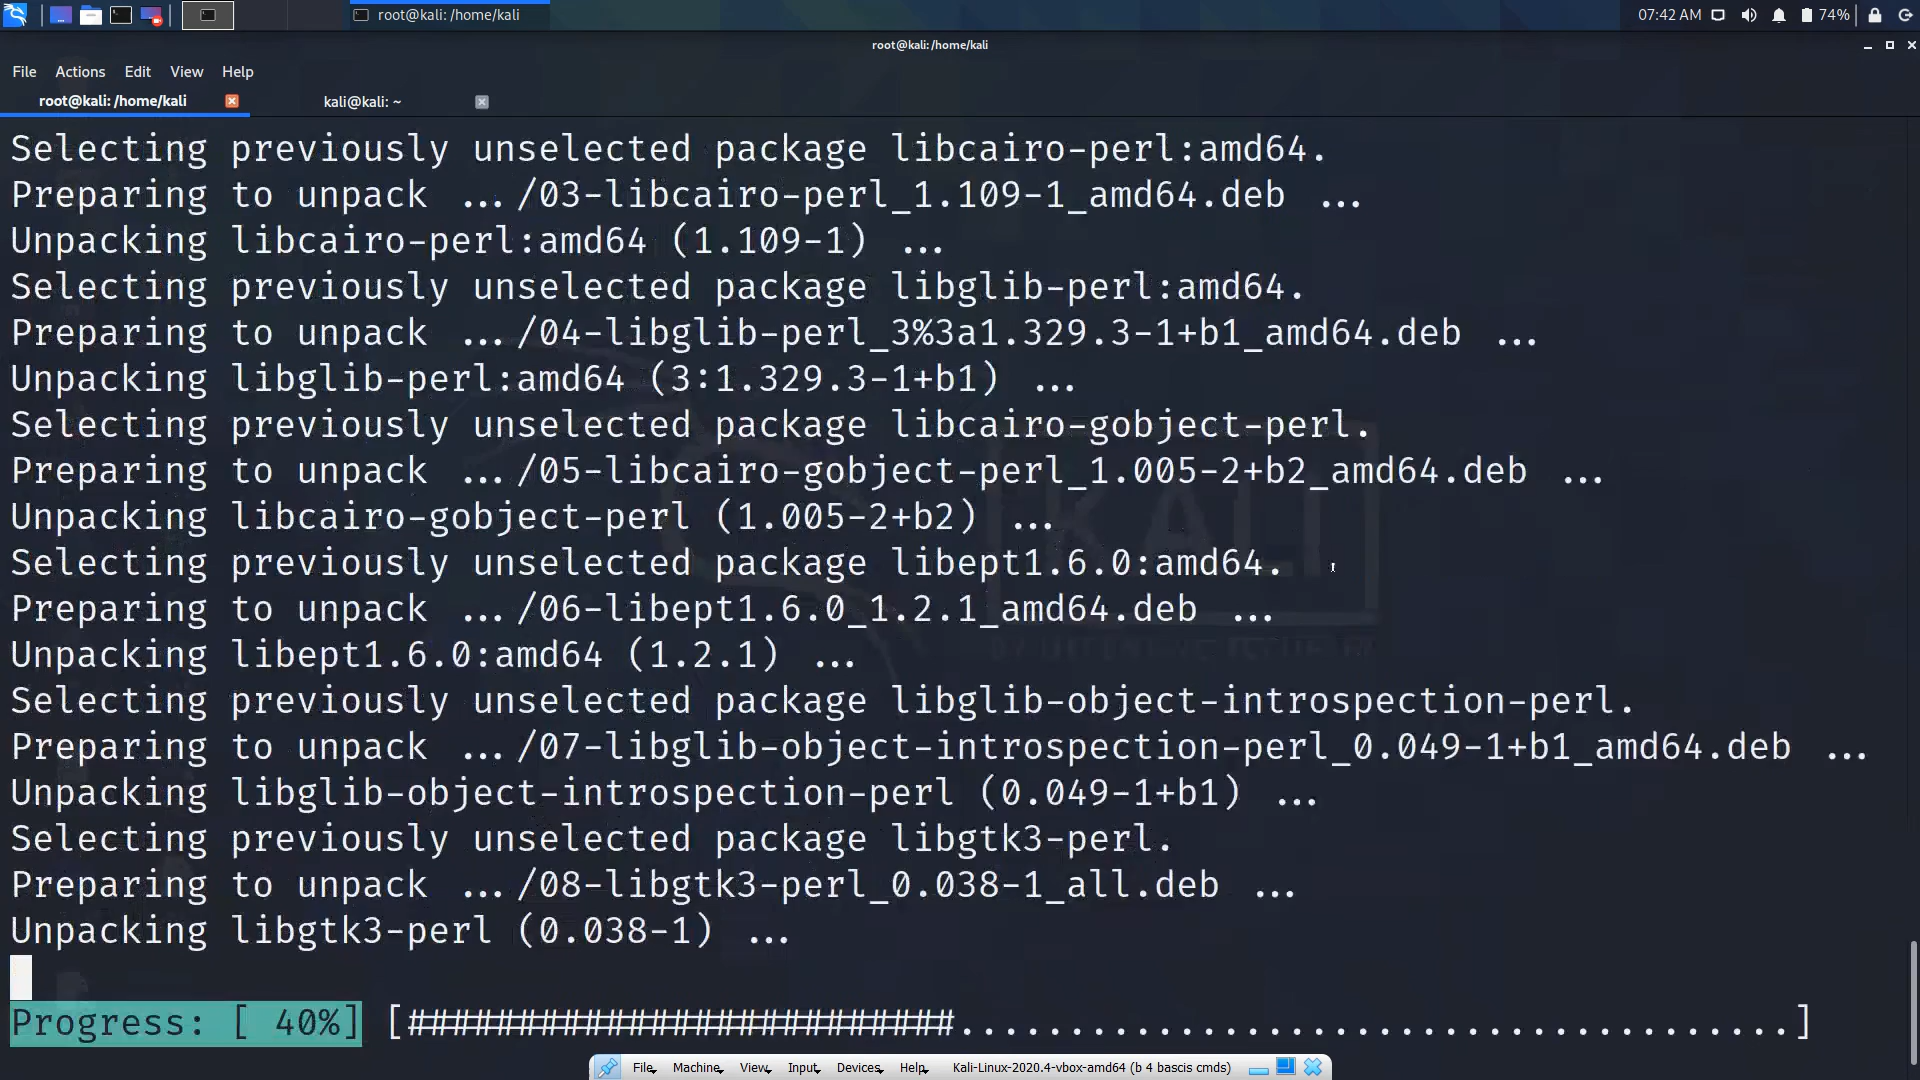 root@kali: /home/kali
07:42 AM
74%
root@kali: /home/kali
File Actions Edit View Help
root@kali: /home/kali
kali@kali: ~
Selecting previously unselected package libcairo-perl:amd64.
Preparing to unpack .../03-libcairo-perl_1.109-1_amd64.deb ...
Unpacking libcairo-perl:amd64 (1.109-1) ...
Selecting previously unselected package libglib-perl:amd64.
Preparing to unpack .../04-libglib-perl_3%3a1.329.3-1+b1_amd64.deb ...
Unpacking libglib-perl:amd64 (3:1.329.3-1+b1) ...
Selecting previously unselected package libcairo-gobject-perl.
Preparing to unpack .../05-libcairo-gobject-perl_1.005-2+b2_amd64.deb ...
Unpacking libcairo-gobject-perl (1.005-2+b2) ...
Selecting previously unselected package libept1.6.0:amd64.
Preparing to unpack .../06-libept1.6.0_1.2.1_amd64.deb ...
Unpacking libept1.6.0:amd64 (1.2.1) ...
Selecting previously unselected package libglib-object-introspection-perl.
Preparing to unpack .../07-libglib-object-introspection-perl_0.049-1+b1_amd64.deb ...
Unpacking libglib-object-introspection-perl (0.049-1+b1) ...
Selecting previously unselected package libgtk3-perl.
Preparing to unpack .../08-libgtk3-perl_0.038-1_all.deb ...
Unpacking libgtk3-perl (0.038-1) ...
Progress: [ 40%] [#########################......................................]
File Machine View Input Devices Help Kali-Linux-2020.4-vbox-amd64 (b 4 bascis cmds)
KALI